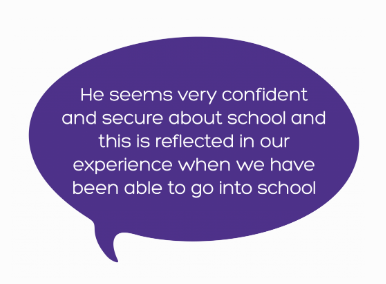 He seems very confident
and secure about school and
this is reflected in our
experience when we have
been able to go into school